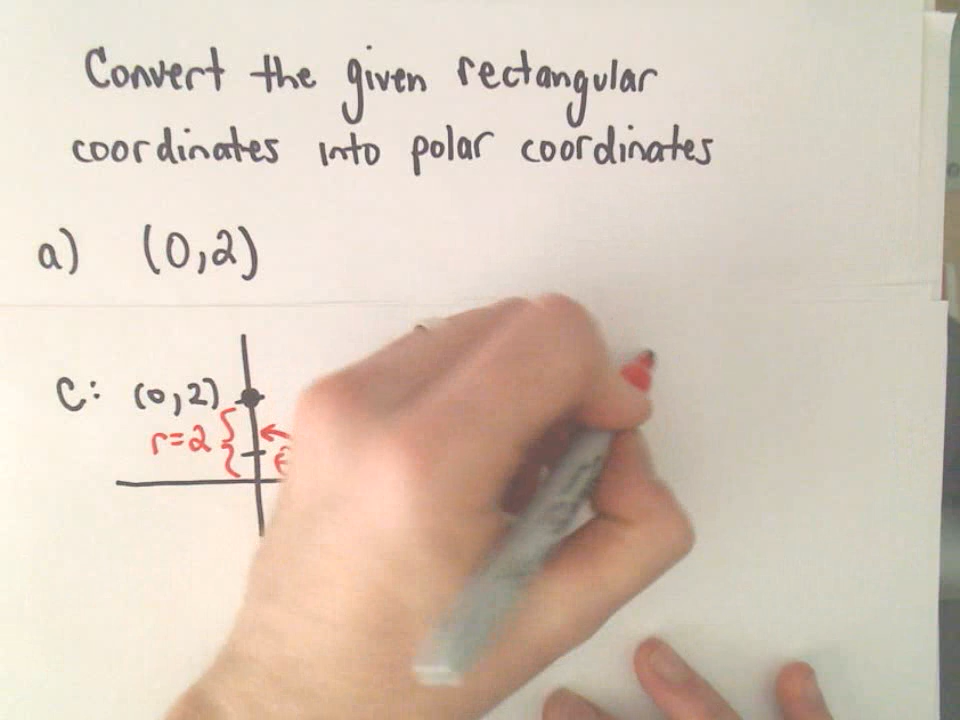 Convert the given rectangular
coordinates into polar coordinates
a) (0,2)
C: (0,2)
r=2